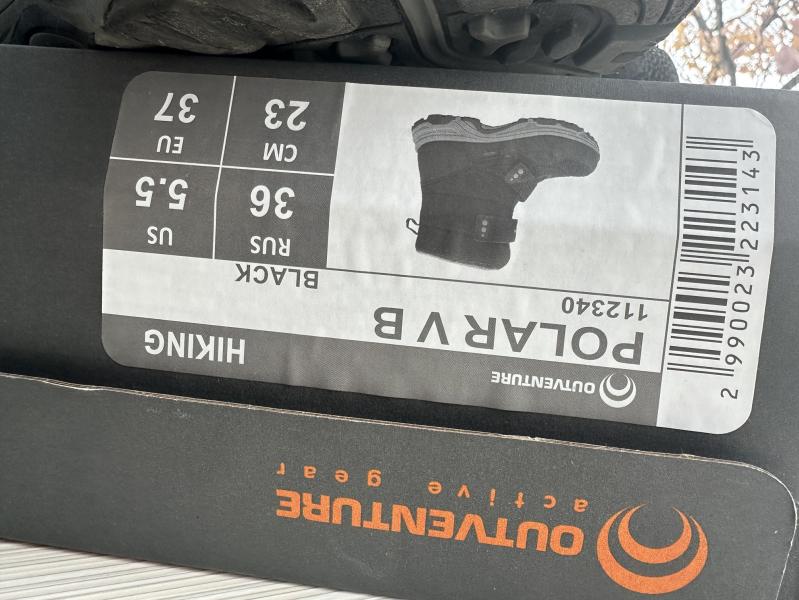 OUTVENTURE
active gear
OUTVENTURE
HIKING
POLAR V B
112340
BLACK
RUS
36
US
5.5
CM
23
EU
37
2 990023 223143